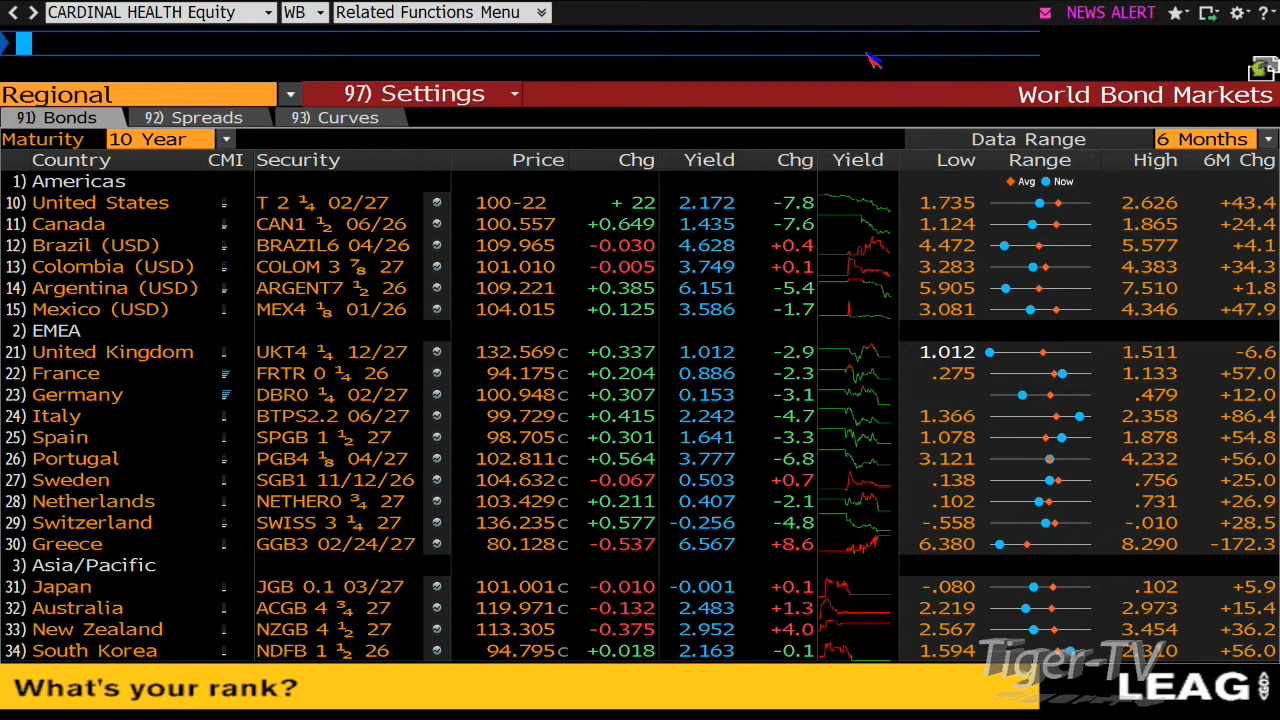 CARDINAL HEALTH Equity WB Related Functions Menu NEWS ALERT ?
Regional 97) Settings World Bond Markets
91) Bonds 92) Spreads 93) Curves
Maturity 10 Year Data Range 6 Months
Country CMI Security Price Chg Yield Chg Yield Low Range High 6M Chg
1) Americas Avg Now
10) United States T 2 ¼ 02/27 100-22 + 22 2.172 -7.8 1.735 2.626 +43.4
11) Canada CAN1 ½ 06/26 100.557 +0.649 1.435 -7.6 1.124 1.865 +24.4
12) Brazil (USD) BRAZIL6 04/26 109.965 -0.030 4.628 +0.4 4.472 5.577 +4.1
13) Colombia (USD) COLOM 3 ⅞ 27 101.010 -0.005 3.749 +0.1 3.283 4.383 +34.3
14) Argentina (USD) ARGENT7 ½ 26 109.221 +0.385 6.151 -5.4 5.905 7.510 +1.8
15) Mexico (USD) MEX4 ⅛ 01/26 104.015 +0.125 3.586 -1.7 3.081 4.346 +47.9
2) EMEA
21) United Kingdom UKT4 ¼ 12/27 132.569 c +0.337 1.012 -2.9 1.012 1.511 -6.6
22) France FRTR 0 ¼ 26 94.175 c +0.204 0.886 -2.3 .275 1.133 +57.0
23) Germany DBR0 ¼ 02/27 100.948 c +0.307 0.153 -3.1 .479 +12.0
24) Italy BTPS2.2 06/27 99.729 c +0.415 2.242 -4.7 1.366 2.358 +86.4
25) Spain SPGB 1 ½ 27 98.705 c +0.301 1.641 -3.3 1.078 1.878 +54.8
26) Portugal PGB4 ⅛ 04/27 102.811 c +0.564 3.777 -6.8 3.121 4.232 +56.0
27) Sweden SGB1 11/12/26 104.632 c -0.067 0.503 +0.7 .138 .756 +25.0
28) Netherlands NETHER0 ¾ 27 103.429 c +0.211 0.407 -2.1 .102 .731 +26.9
29) Switzerland SWISS 3 ¼ 27 136.235 c +0.577 -0.256 -4.8 -.558 -.010 +28.5
30) Greece GGB3 02/24/27 80.128 c -0.537 6.567 +8.6 6.380 8.290 -172.3
3) Asia/Pacific
31) Japan JGB 0.1 03/27 101.001 c -0.010 -0.001 +0.1 -.080 .102 +5.9
32) Australia ACGB 4 ¾ 27 119.971 c -0.132 2.483 +1.3 2.219 2.973 +15.4
33) New Zealand NZGB 4 ½ 27 113.305 -0.375 2.952 +4.0 2.567 3.454 +36.2
34) South Korea NDFB 1 ½ 26 94.795 c +0.018 2.163 -0.1 1.594 2.310 +56.0
Tiger-TV
What's your rank? LEAG